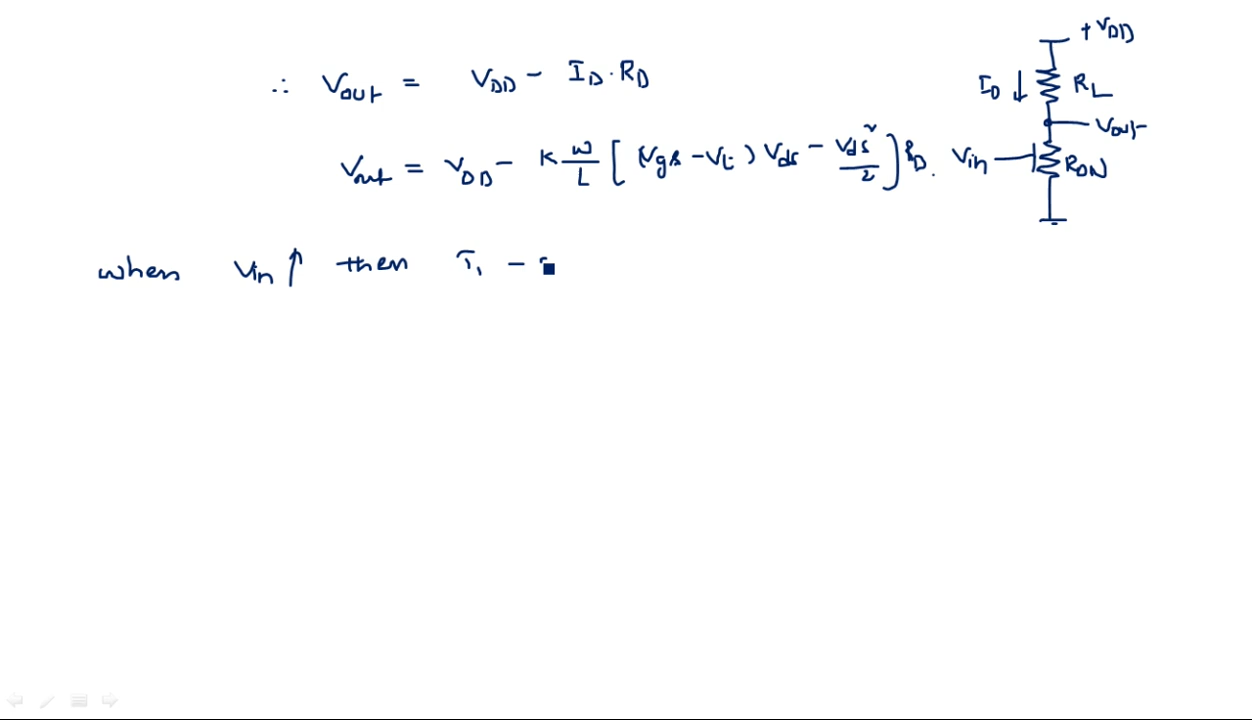 ∴ Vout = VDD - ID · RD
Vout = VDD - K W/L [(Vgs - Vt) Vds - Vds²/2] RD.
when Vin ↑ then T1 -
+VDD
ID ↓ RL
Vout
Vin RON